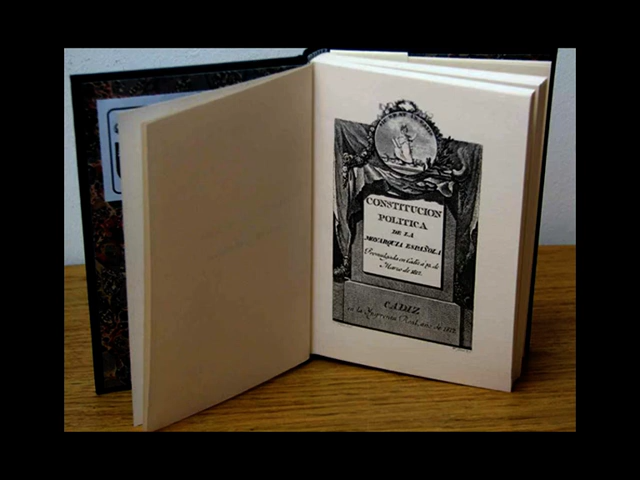 CONSTITUCION
POLITICA
DE LA
MONARQUIA ESPAÑOLA
Promulgada en Cadiz á 19 de
Marzo de 1812.
CADIZ
en la Imprenta Real, año de 1812